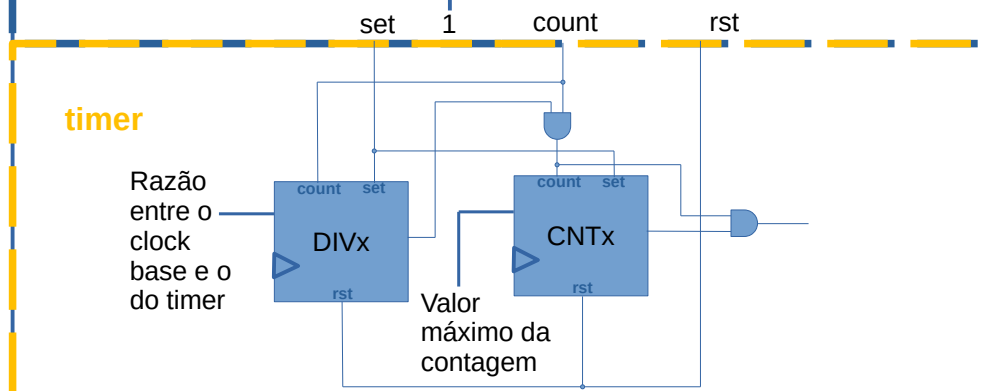 set 1 count rst
timer
count set
count set
Razão
entre o
clock
base e o
do timer
DIVx
CNTx
rst
rst
Valor
máximo da
contagem